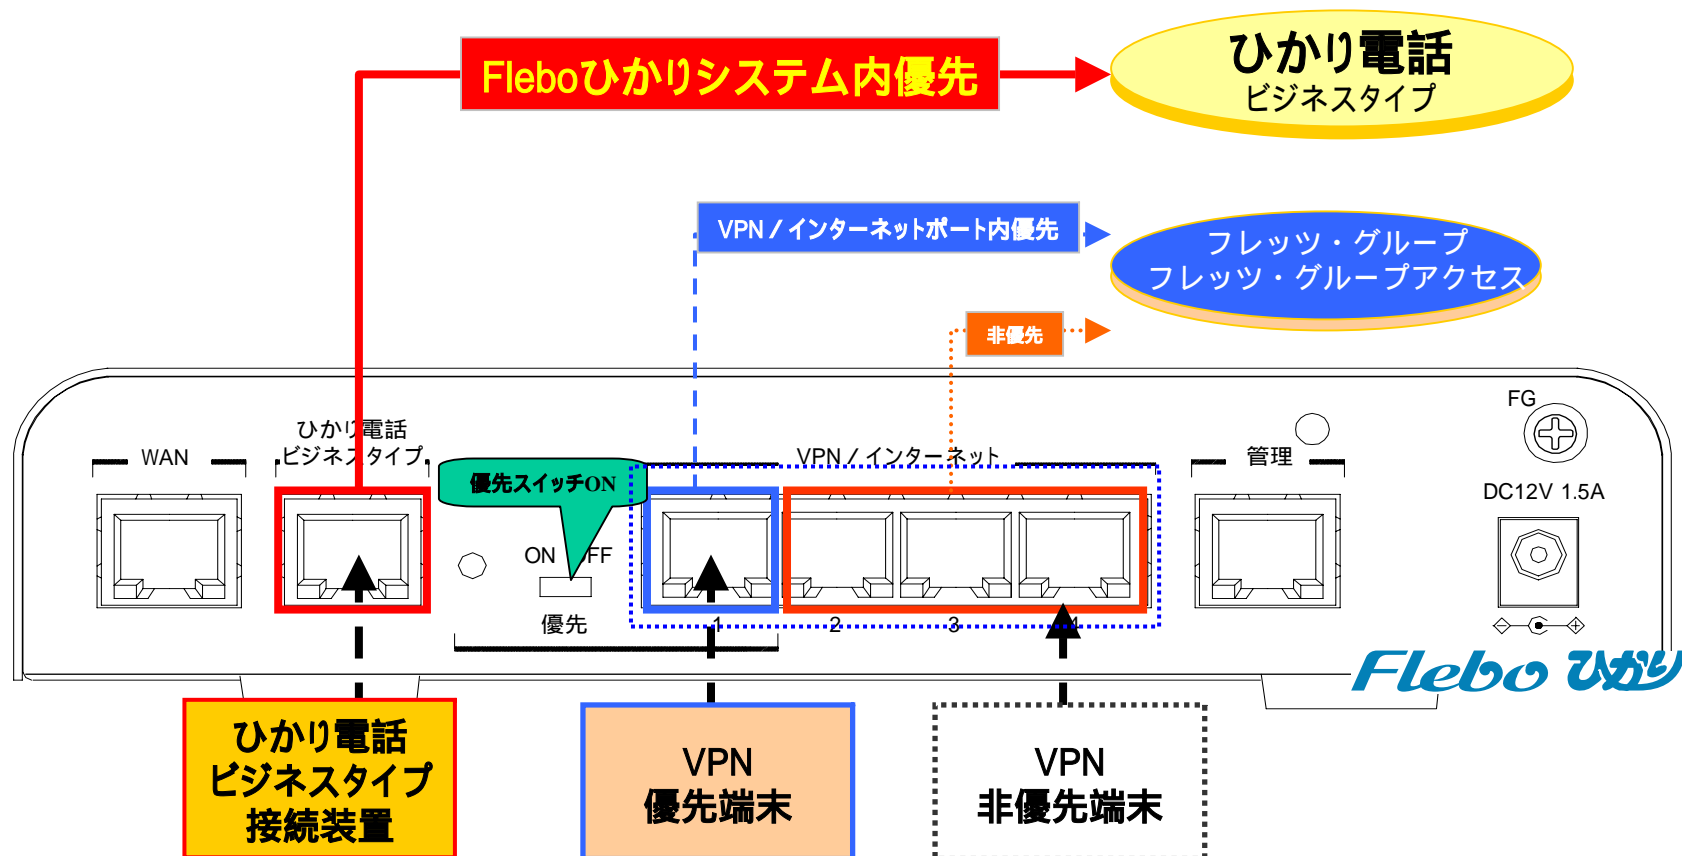 Fleboひかりシステム内優先
ひかり電話
ビジネスタイプ
VPN / インターネットポート内優先
フレッツ・グループ
フレッツ・グループアクセス
非優先
FG
WAN
ひかり電話
ビジネスタイプ
VPN / インターネット
管理
優先スイッチON
DC12V 1.5A
ON OFF
優先
1
2
3
4
Flebo ひかり
ひかり電話
ビジネスタイプ
接続装置
VPN
優先端末
VPN
非優先端末